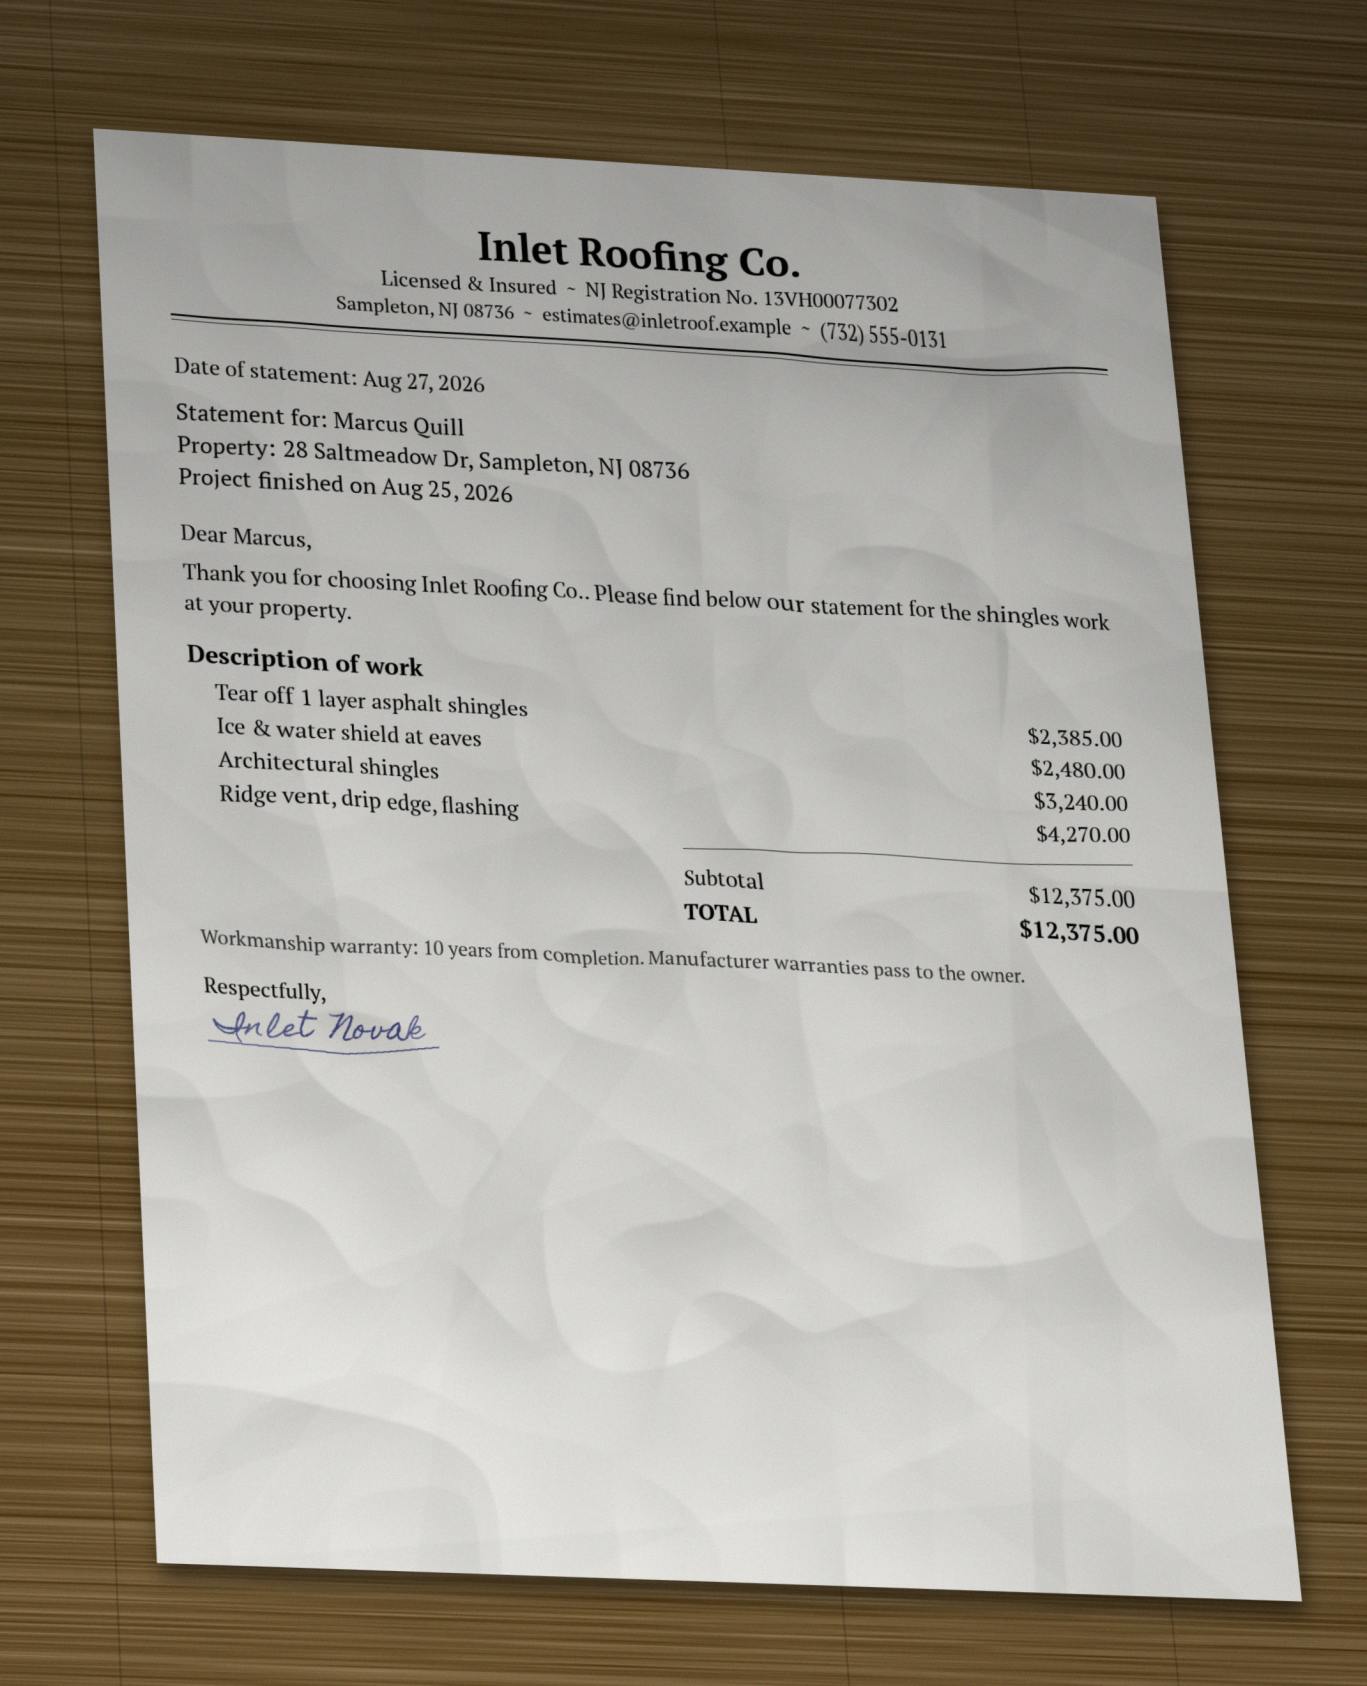 Inlet Roofing Co.
Licensed & Insured ~ NJ Registration No. 13VH00077302
Sampleton, NJ 08736 ~ estimates@inletroof.example ~ (732) 555-0131
Date of statement: Aug 27, 2026
Statement for: Marcus Quill
Property: 28 Saltmeadow Dr, Sampleton, NJ 08736
Project finished on Aug 25, 2026
Dear Marcus,
Thank you for choosing Inlet Roofing Co.. Please find below our statement for the shingles work
at your property.
Description of work
Tear off 1 layer asphalt shingles $2,385.00
Ice & water shield at eaves $2,480.00
Architectural shingles $3,240.00
Ridge vent, drip edge, flashing $4,270.00
Subtotal $12,375.00
TOTAL $12,375.00
Workmanship warranty: 10 years from completion. Manufacturer warranties pass to the owner.
Respectfully,
Inlet Novak